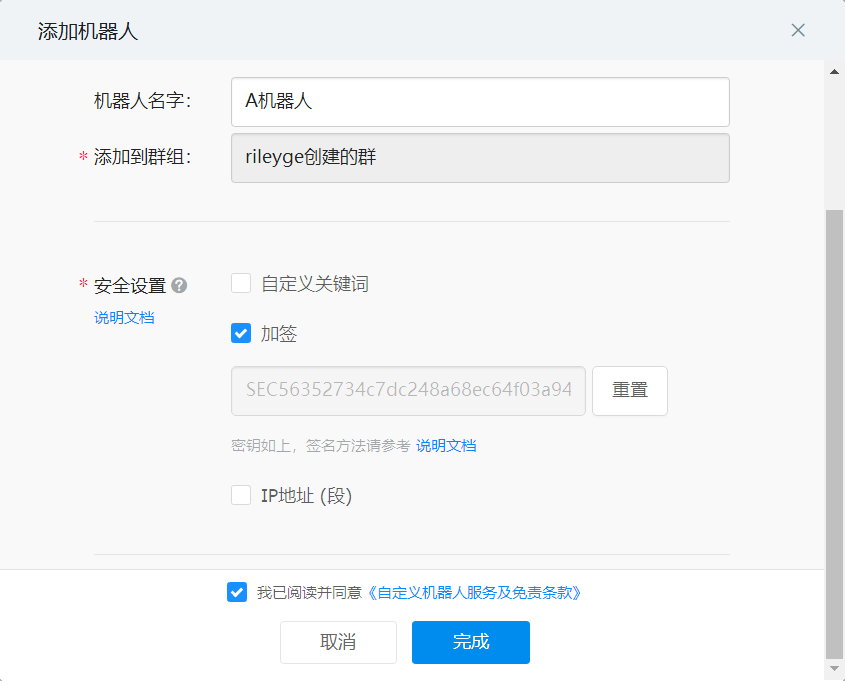 添加机器人
机器人名字：
A机器人
* 添加到群组：
rileyge创建的群
* 安全设置 ?
自定义关键词
说明文档
加签
SEC56352734c7dc248a68ec64f03a94
重置
密钥如上，签名方法请参考 说明文档
IP地址 (段)
我已阅读并同意《自定义机器人服务及免责条款》
取消
完成